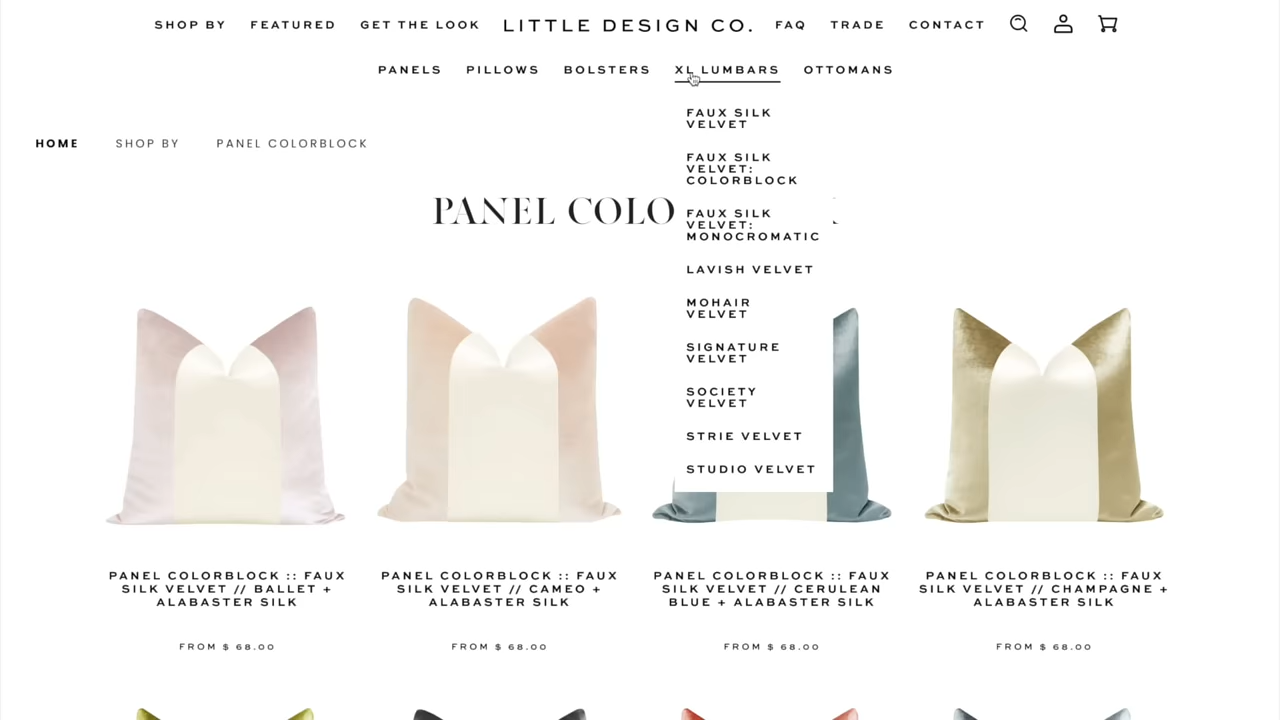 SHOP BY FEATURED GET THE LOOK LITTLE DESIGN CO. FAQ TRADE CONTACT
PANELS PILLOWS BOLSTERS XL LUMBARS OTTOMANS
FAUX SILK
VELVET
FAUX SILK
VELVET:
COLORBLOCK
FAUX SILK
VELVET:
MONOCROMATIC
LAVISH VELVET
MOHAIR
VELVET
SIGNATURE
VELVET
SOCIETY
VELVET
STRIE VELVET
STUDIO VELVET
HOME SHOP BY PANEL COLORBLOCK
PANEL COLO
PANEL COLORBLOCK :: FAUX
SILK VELVET // BALLET +
ALABASTER SILK
FROM $ 68.00
PANEL COLORBLOCK :: FAUX
SILK VELVET // CAMEO +
ALABASTER SILK
FROM $ 68.00
PANEL COLORBLOCK :: FAUX
SILK VELVET // CERULEAN
BLUE + ALABASTER SILK
FROM $ 68.00
PANEL COLORBLOCK :: FAUX
SILK VELVET // CHAMPAGNE +
ALABASTER SILK
FROM $ 68.00